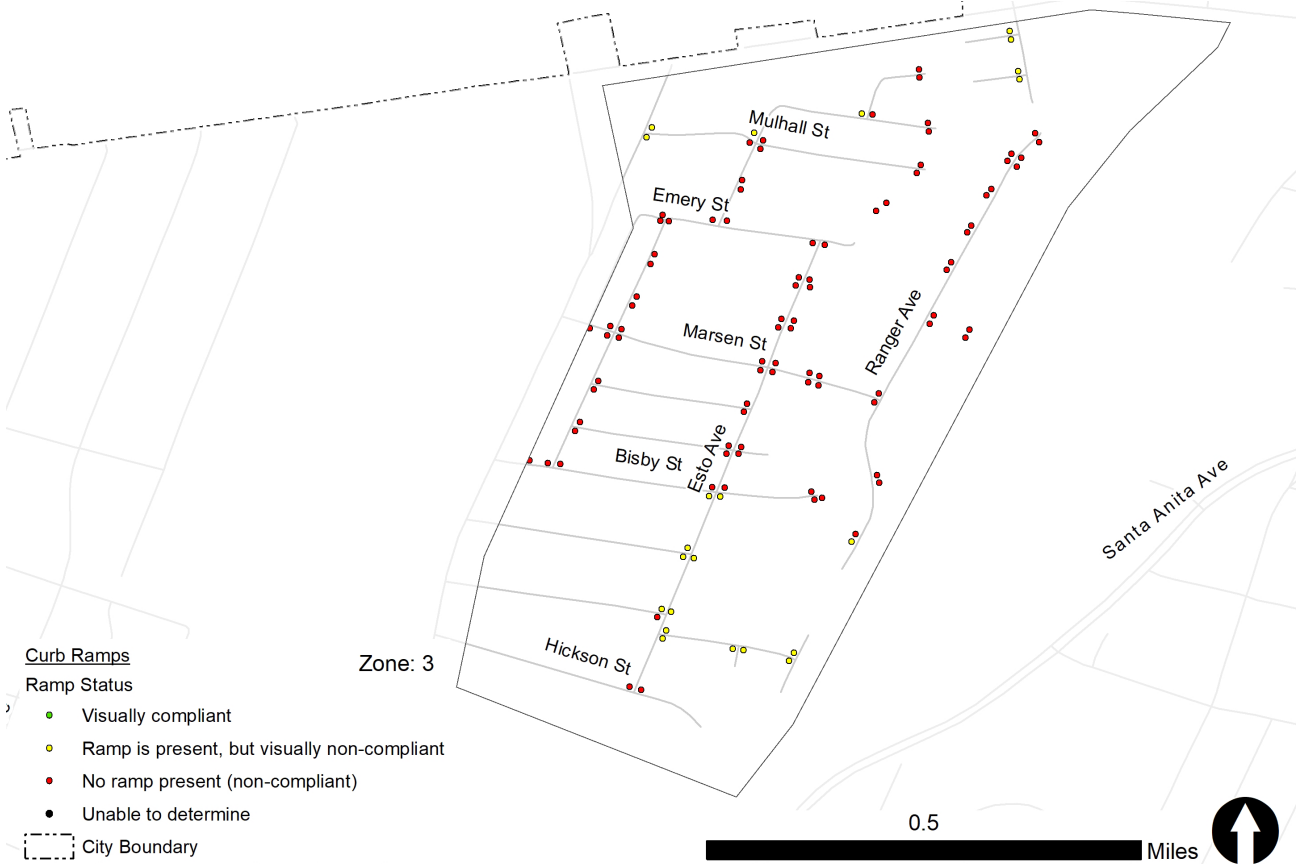 Mulhall St
Emery St
Marsen St
Ranger Ave
Esto Ave
Bisby St
Santa Anita Ave
Hickson St
Zone: 3
Curb Ramps
Ramp Status
Visually compliant
Ramp is present, but visually non-compliant
No ramp present (non-compliant)
Unable to determine
City Boundary
0.5
Miles